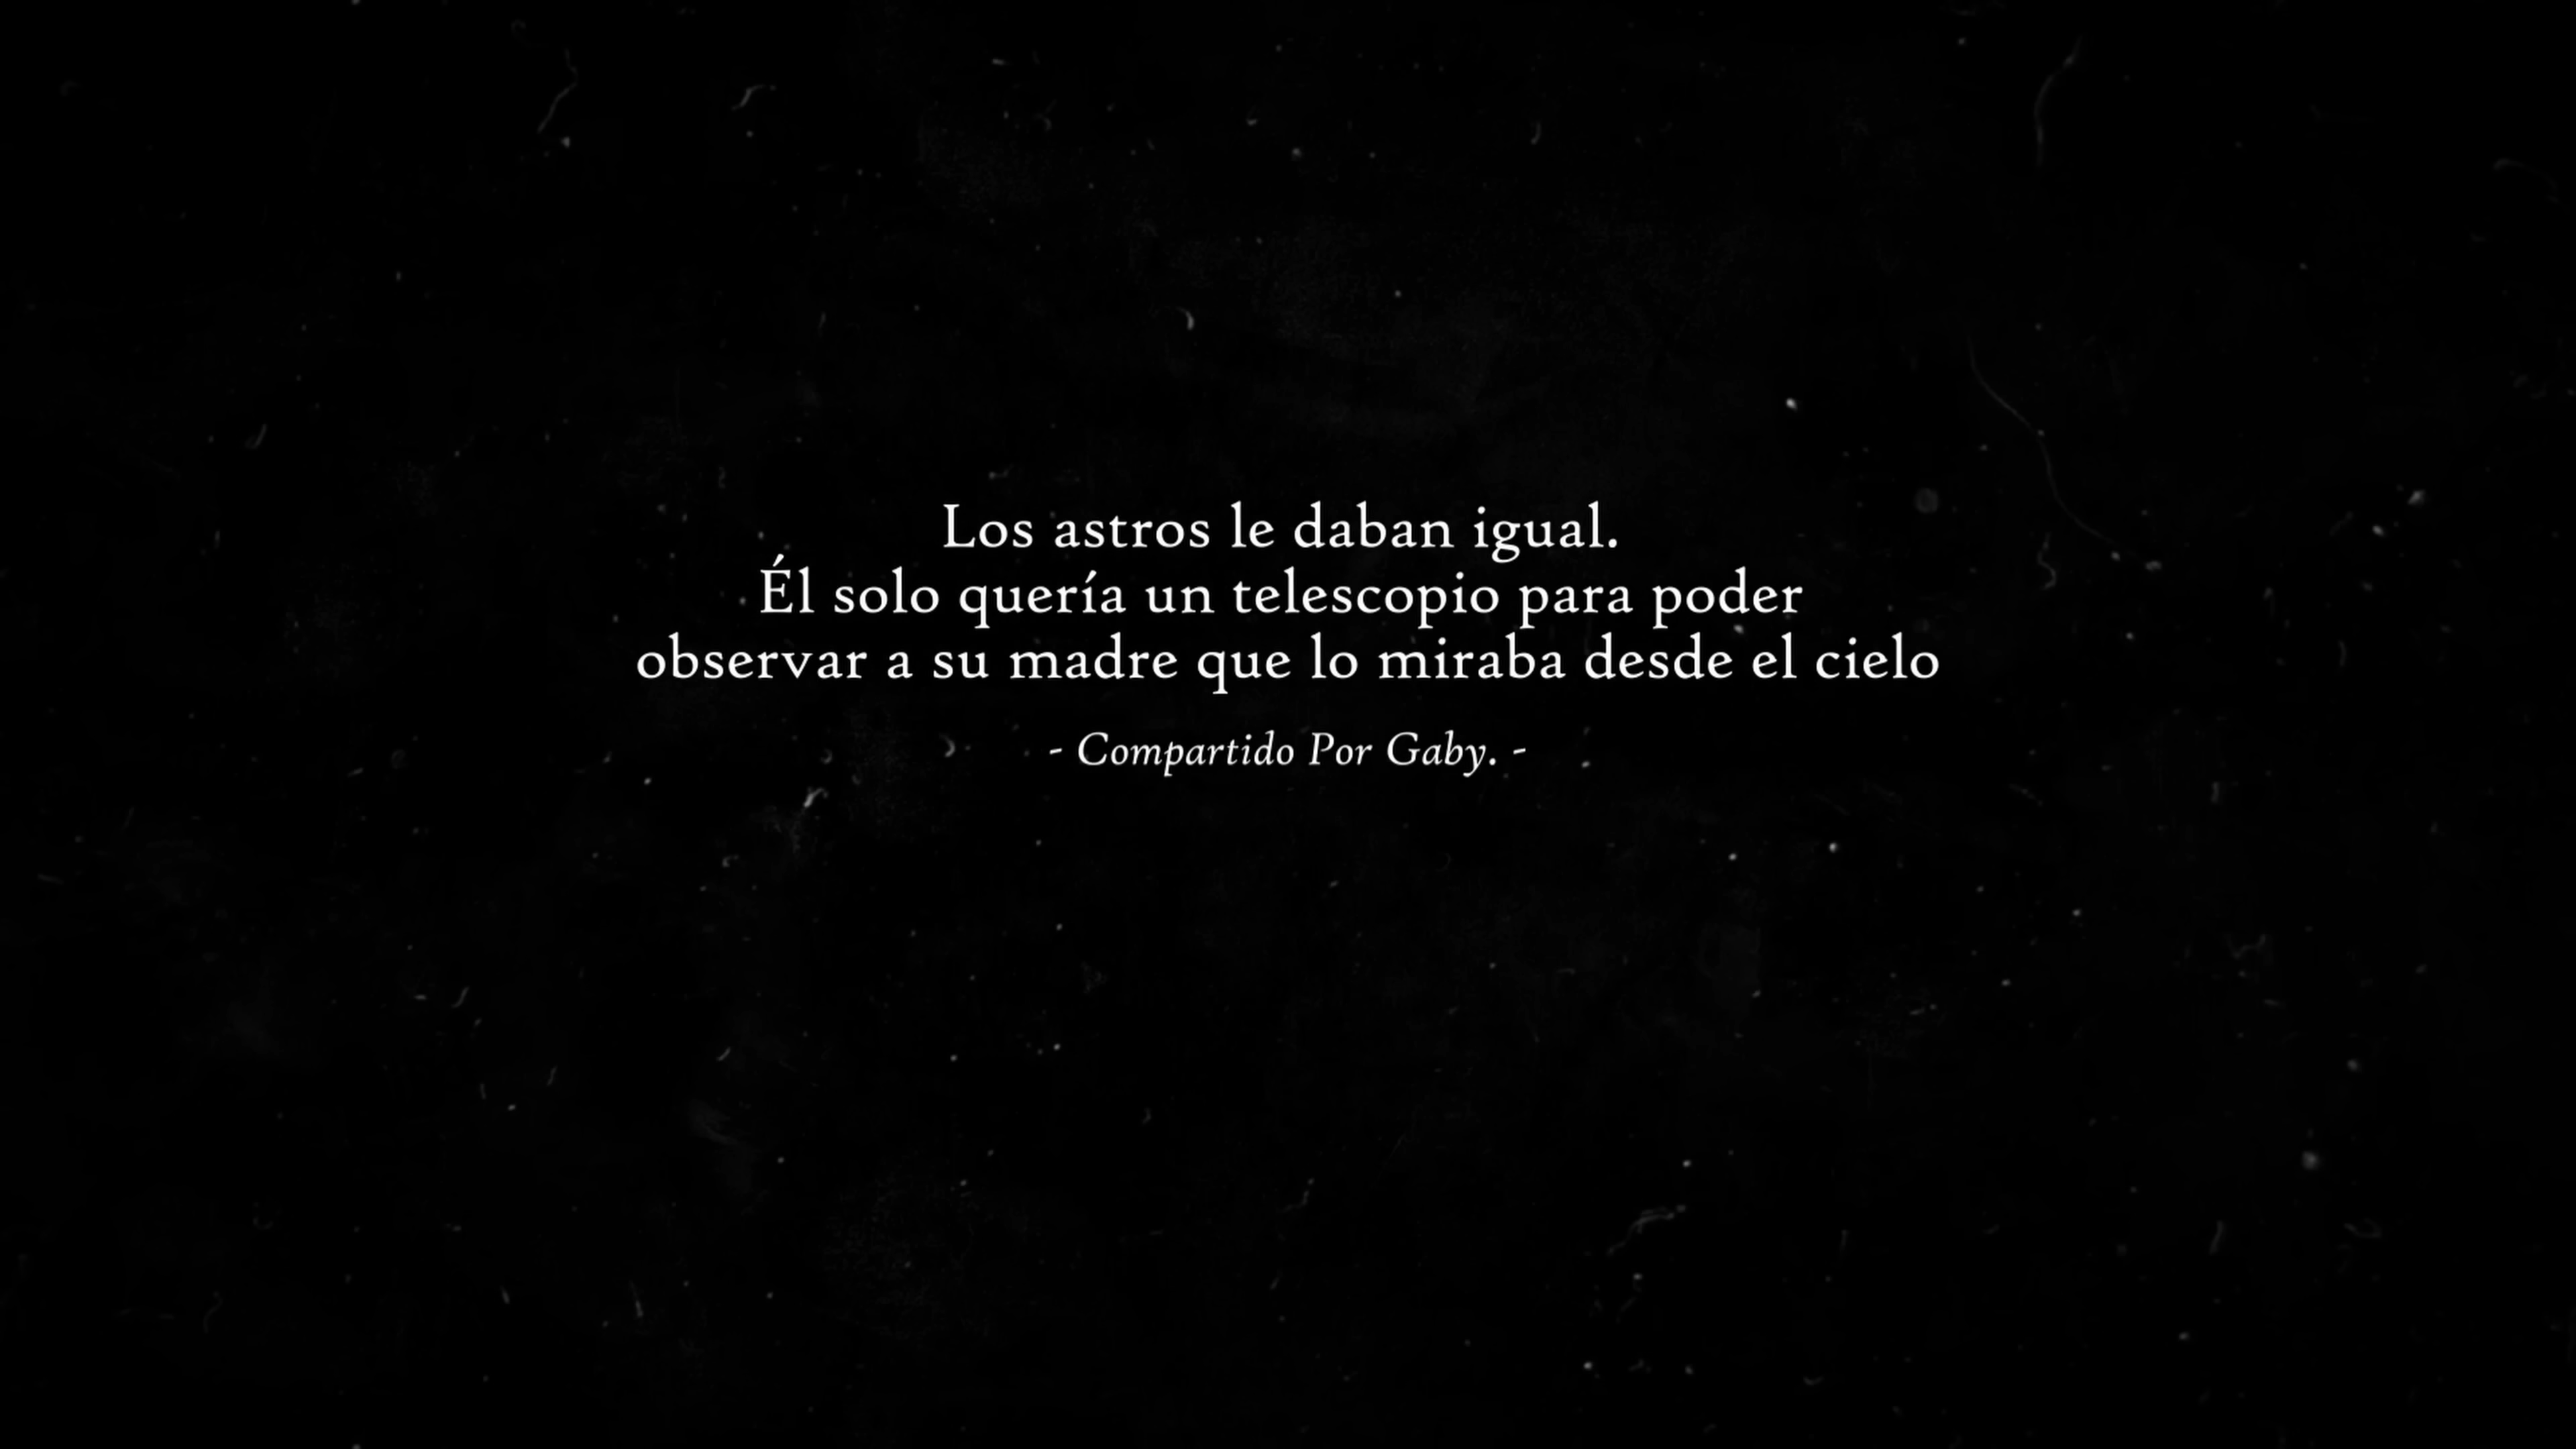 Los astros le daban igual.
Él solo quería un telescopio para poder
observar a su madre que lo miraba desde el cielo
- Compartido Por Gaby. -